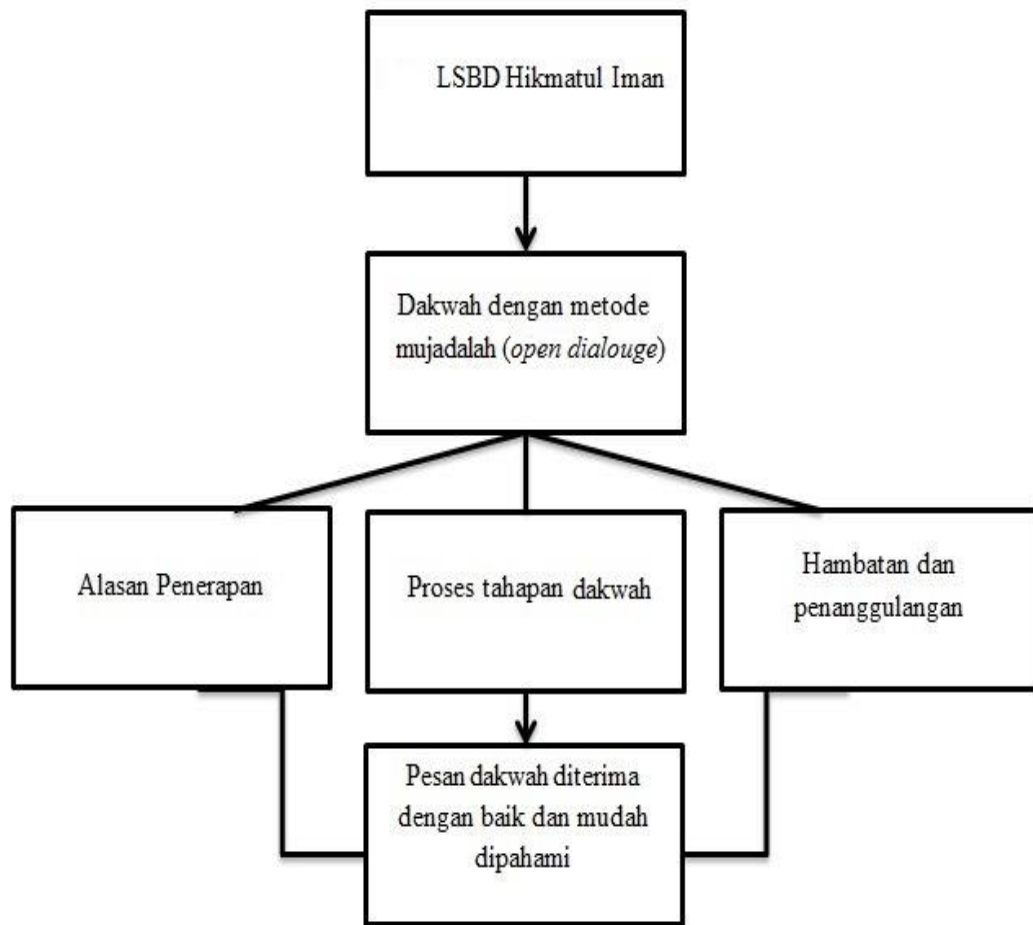 LSBD Hikmatul Iman
Dakwah dengan metode
mujadalah (open dialouge)
Alasan Penerapan
Proses tahapan dakwah
Hambatan dan
penanggulangan
Pesan dakwah diterima
dengan baik dan mudah
dipahami